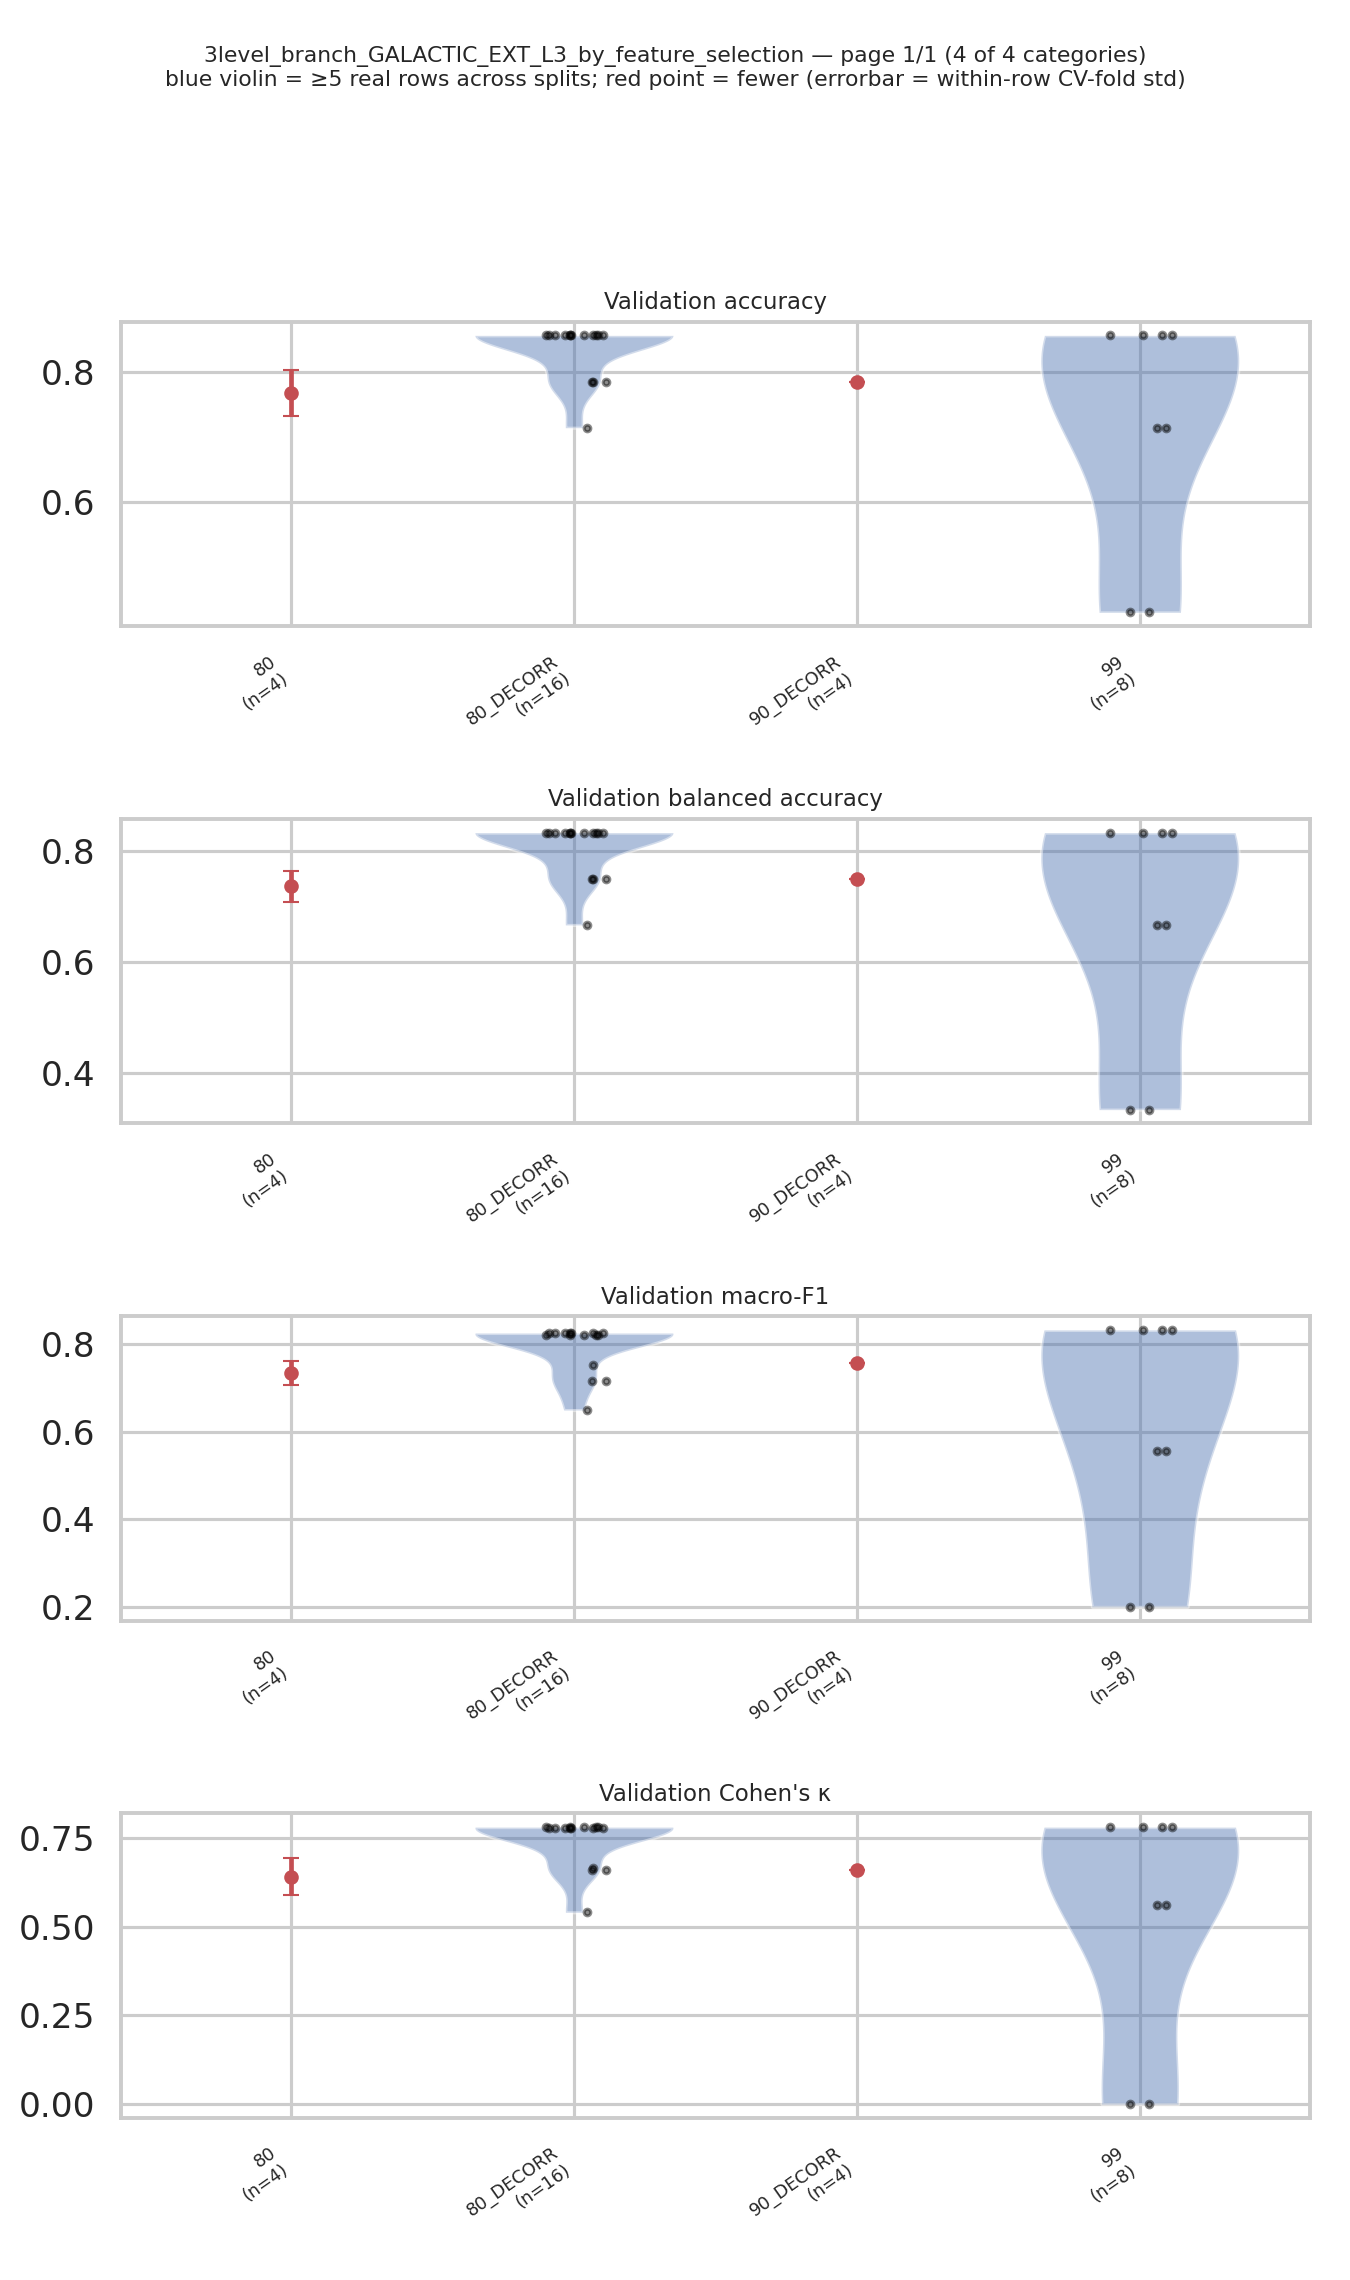 3level_branch_GALACTIC_EXT_L3_by_feature_selection — page 1/1 (4 of 4 categories)
blue violin = ≥5 real rows across splits; red point = fewer (errorbar = within-row CV-fold std)
Validation accuracy
0.8
0.6
80
(n=4)
80_DECORR
(n=16)
90_DECORR
(n=4)
99
(n=8)
Validation balanced accuracy
0.8
0.6
0.4
80
(n=4)
80_DECORR
(n=16)
90_DECORR
(n=4)
99
(n=8)
Validation macro-F1
0.8
0.6
0.4
0.2
80
(n=4)
80_DECORR
(n=16)
90_DECORR
(n=4)
99
(n=8)
Validation Cohen's κ
0.75
0.50
0.25
0.00
80
(n=4)
80_DECORR
(n=16)
90_DECORR
(n=4)
99
(n=8)